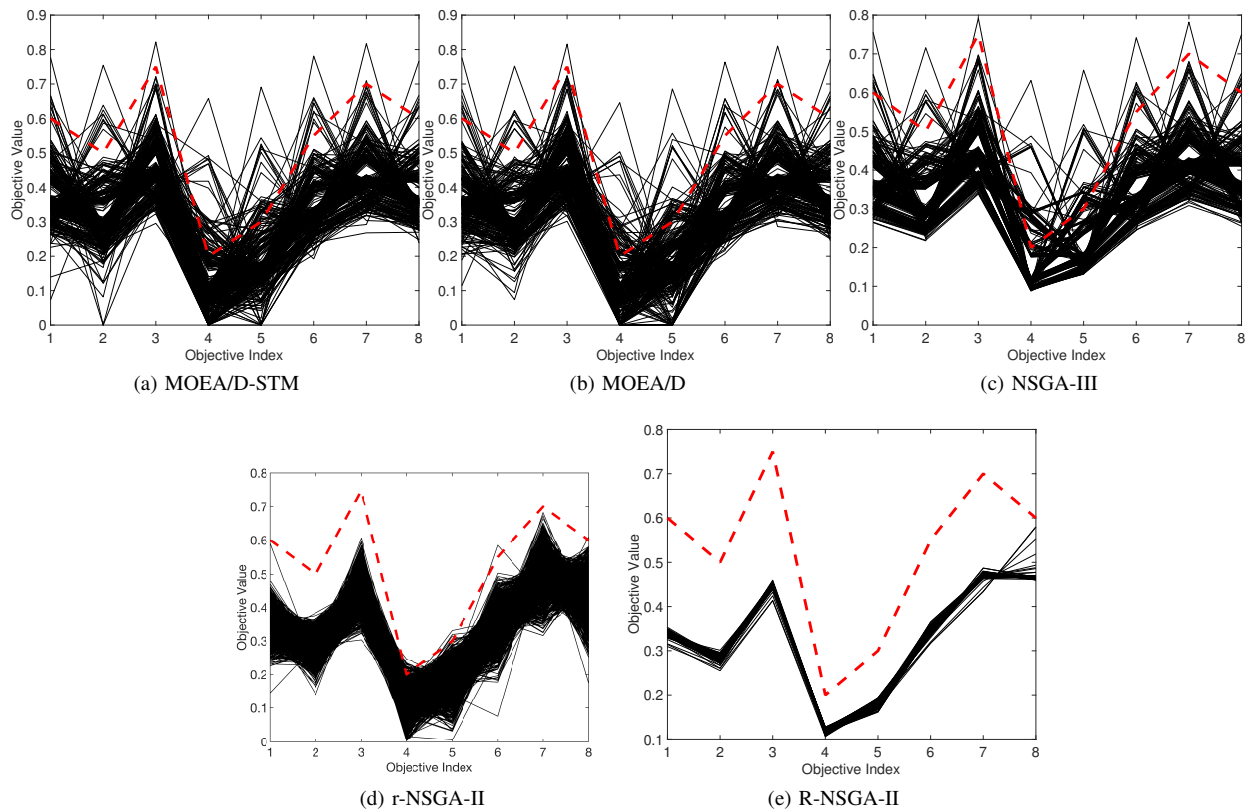 0.9
0.8
0.7
0.6
0.5
0.4
0.3
0.2
0.1
0
Objective Value
1 2 3 4 5 6 7 8
Objective Index
(a) MOEA/D-STM
0.9
0.8
0.7
0.6
0.5
0.4
0.3
0.2
0.1
0
Objective Value
1 2 3 4 5 6 7 8
Objective Index
(b) MOEA/D
0.8
0.7
0.6
0.5
0.4
0.3
0.2
0.1
0
Objective Value
1 2 3 4 5 6 7 8
Objective Index
(c) NSGA-III
0.8
0.7
0.6
0.5
0.4
0.3
0.2
0.1
0
Objective Value
1 2 3 4 5 6 7 8
Objective Index
(d) r-NSGA-II
0.8
0.7
0.6
0.5
0.4
0.3
0.2
0.1
Objective Value
1 2 3 4 5 6 7 8
Objective Index
(e) R-NSGA-II